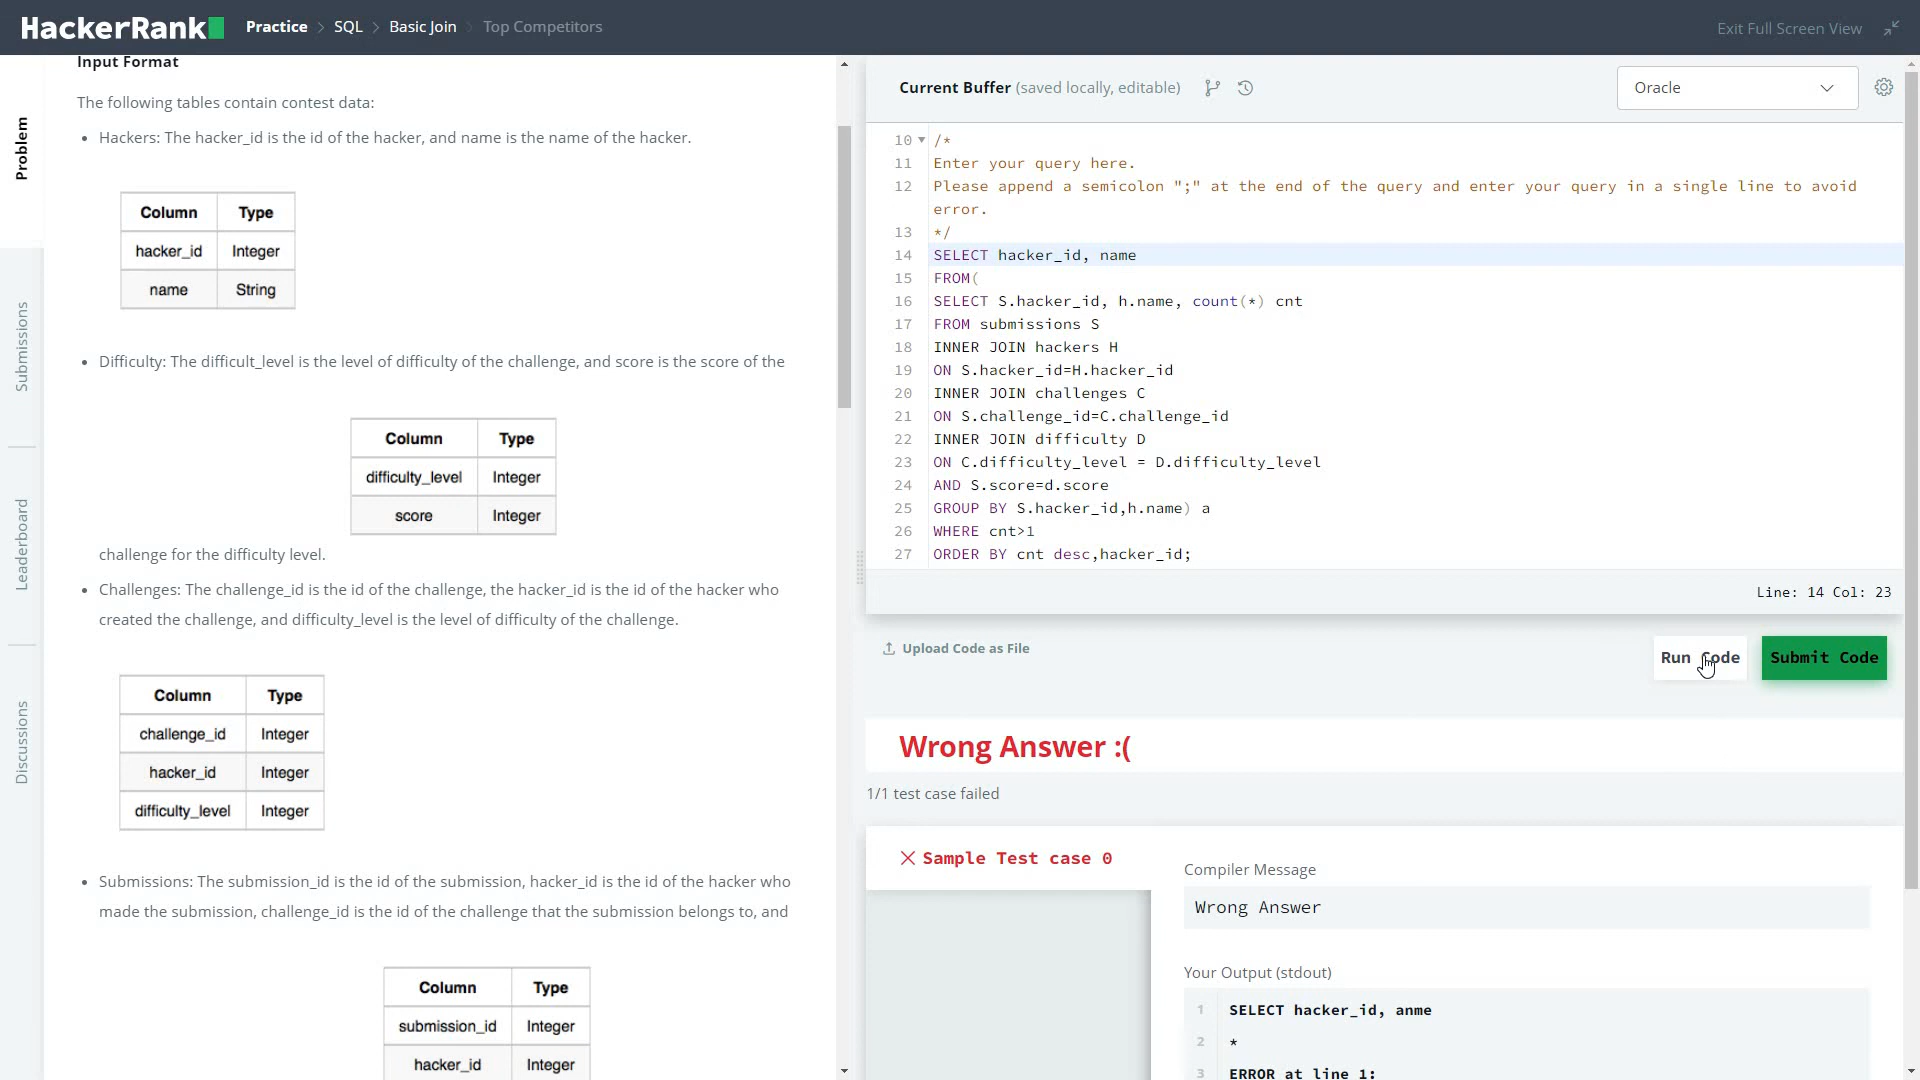 HackerRank
Practice > SQL > Basic Join > Top Competitors
Exit Full Screen View
Problem
Submissions
Leaderboard
Discussions
Input Format
The following tables contain contest data:
• Hackers: The hacker_id is the id of the hacker, and name is the name of the hacker.
Column Type
hacker_id Integer
name String
• Difficulty: The difficult_level is the level of difficulty of the challenge, and score is the score of the
Column Type
difficulty_level Integer
score Integer
challenge for the difficulty level.
• Challenges: The challenge_id is the id of the challenge, the hacker_id is the id of the hacker who
created the challenge, and difficulty_level is the level of difficulty of the challenge.
Column Type
challenge_id Integer
hacker_id Integer
difficulty_level Integer
• Submissions: The submission_id is the id of the submission, hacker_id is the id of the hacker who
made the submission, challenge_id is the id of the challenge that the submission belongs to, and
Column Type
submission_id Integer
hacker_id Integer
Current Buffer (saved locally, editable)
Oracle
10 /*
11 Enter your query here.
12 Please append a semicolon ";" at the end of the query and enter your query in a single line to avoid
error.
13 */
14 SELECT hacker_id, name
15 FROM(
16 SELECT S.hacker_id, h.name, count(*) cnt
17 FROM submissions S
18 INNER JOIN hackers H
19 ON S.hacker_id=H.hacker_id
20 INNER JOIN challenges C
21 ON S.challenge_id=C.challenge_id
22 INNER JOIN difficulty D
23 ON C.difficulty_level = D.difficulty_level
24 AND S.score=d.score
25 GROUP BY S.hacker_id,h.name) a
26 WHERE cnt>1
27 ORDER BY cnt desc,hacker_id;
Line: 14 Col: 23
Upload Code as File
Run Code
Submit Code
Wrong Answer :(
1/1 test case failed
Sample Test case 0
Compiler Message
Wrong Answer
Your Output (stdout)
1 SELECT hacker_id, anme
2 *
3 ERROR at line 1: